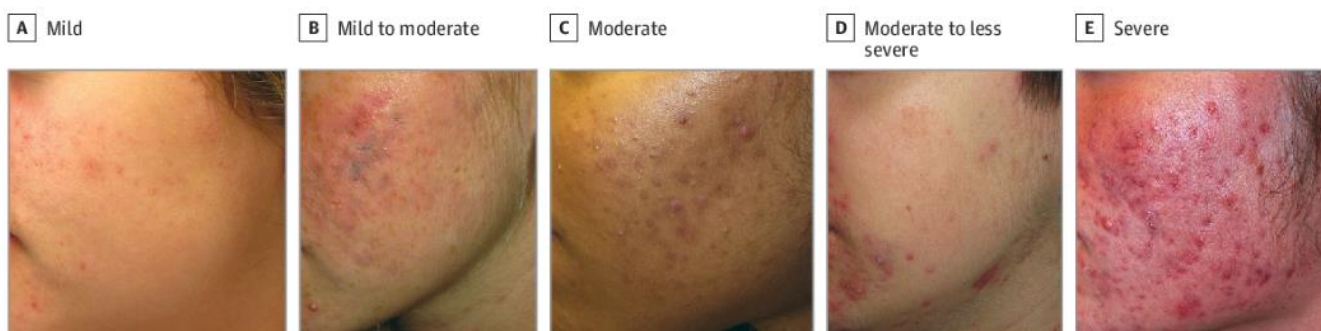 A Mild
B Mild to moderate
C Moderate
D Moderate to less
severe
E Severe